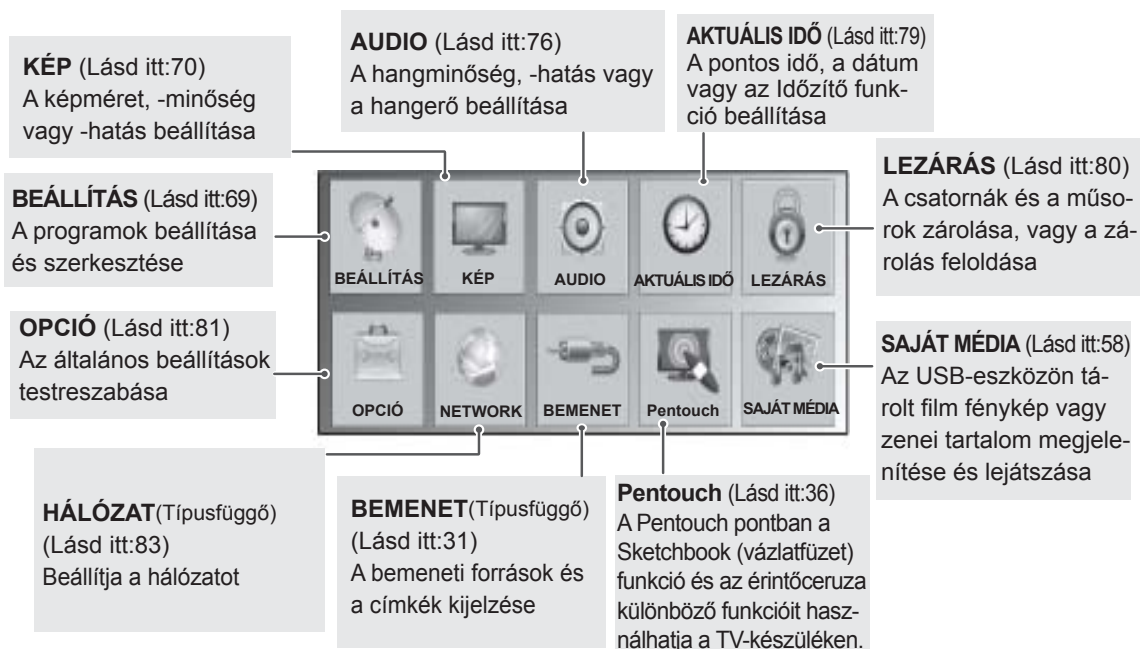 KÉP (Lásd itt:70)
A képméret, -minőség
vagy -hatás beállítása
AUDIO (Lásd itt:76)
A hangminőség, -hatás vagy
a hangerő beállítása
AKTUÁLIS IDŐ (Lásd itt:79)
A pontos idő, a dátum
vagy az Időzítő funk-
ció beállítása
BEÁLLÍTÁS (Lásd itt:69)
A programok beállítása
és szerkesztése
LEZÁRÁS (Lásd itt:80)
A csatornák és a műso-
rok zárolása, vagy a zá-
rolás feloldása
BEÁLLÍTÁS
KÉP
AUDIO
AKTUÁLIS IDŐ
LEZÁRÁS
OPCIÓ (Lásd itt:81)
Az általános beállítások
testreszabása
SAJÁT MÉDIA (Lásd itt:58)
Az USB-eszközön tá-
rolt film fénykép vagy
zenei tartalom megjele-
nítése és lejátszása
OPCIÓ
NETWORK
BEMENET
Pentouch
SAJÁT MÉDIA
HÁLÓZAT(Típusfüggő)
(Lásd itt:83)
Beállítja a hálózatot
BEMENET(Típusfüggő)
(Lásd itt:31)
A bemeneti források és
a címkék kijelzése
Pentouch (Lásd itt:36)
A Pentouch pontban a
Sketchbook (vázlatfüzet)
funkció és az érintőceruza
különböző funkcióit hasz-
nálhatja a TV-készüléken.